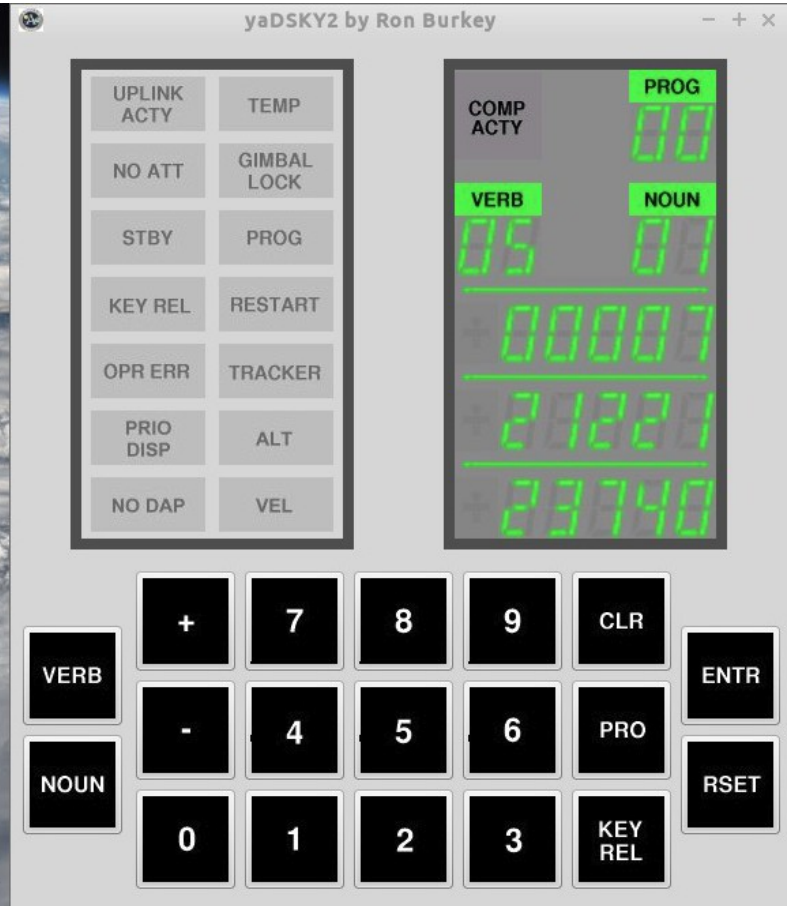 yaDSKY2 by Ron Burkey
UPLINK
ACTY
TEMP
NO ATT
GIMBAL
LOCK
STBY
PROG
KEY REL
RESTART
OPR ERR
TRACKER
PRIO
DISP
ALT
NO DAP
VEL
COMP
ACTY
PROG
00
VERB
NOUN
05
01
00007
21221
23740
VERB
NOUN
+
7
8
9
CLR
-
4
5
6
PRO
0
1
2
3
KEY
REL
ENTR
RSET